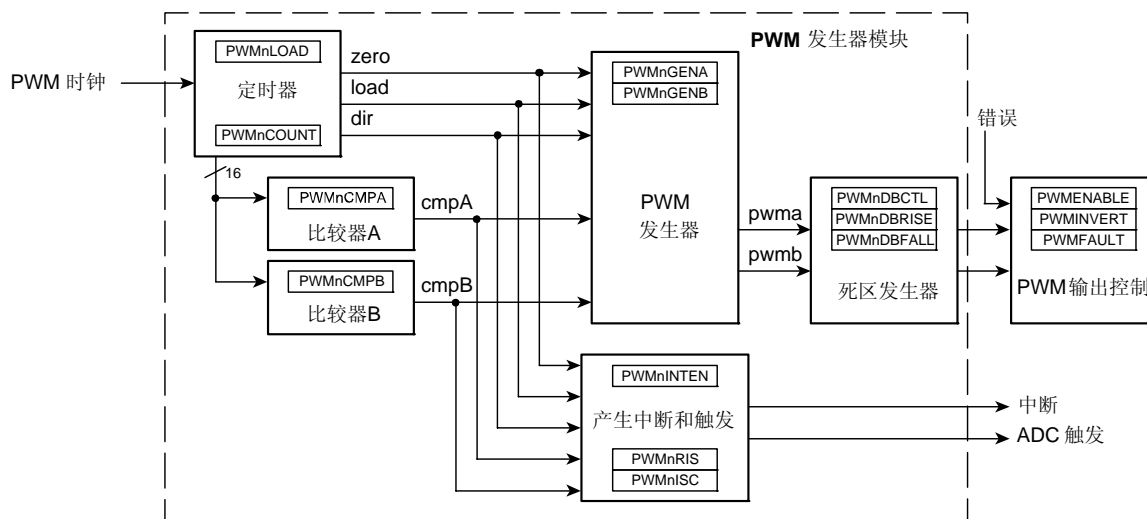 PWM 发生器模块
PWM 时钟
PWMnLOAD
定时器
PWMnCOUNT
zero
load
dir
16
PWMnCMPA
比较器A
cmpA
PWMnCMPB
比较器B
cmpB
PWMnGENA
PWMnGENB
PWM
发生器
pwma
pwmb
PWMnDBCTL
PWMnDBRISE
PWMnDBFALL
死区发生器
错误
PWMENABLE
PWMINVERT
PWMFAULT
PWM 输出控制
PWMnINTEN
产生中断和触发
PWMnRIS
PWMnISC
中断
ADC 触发